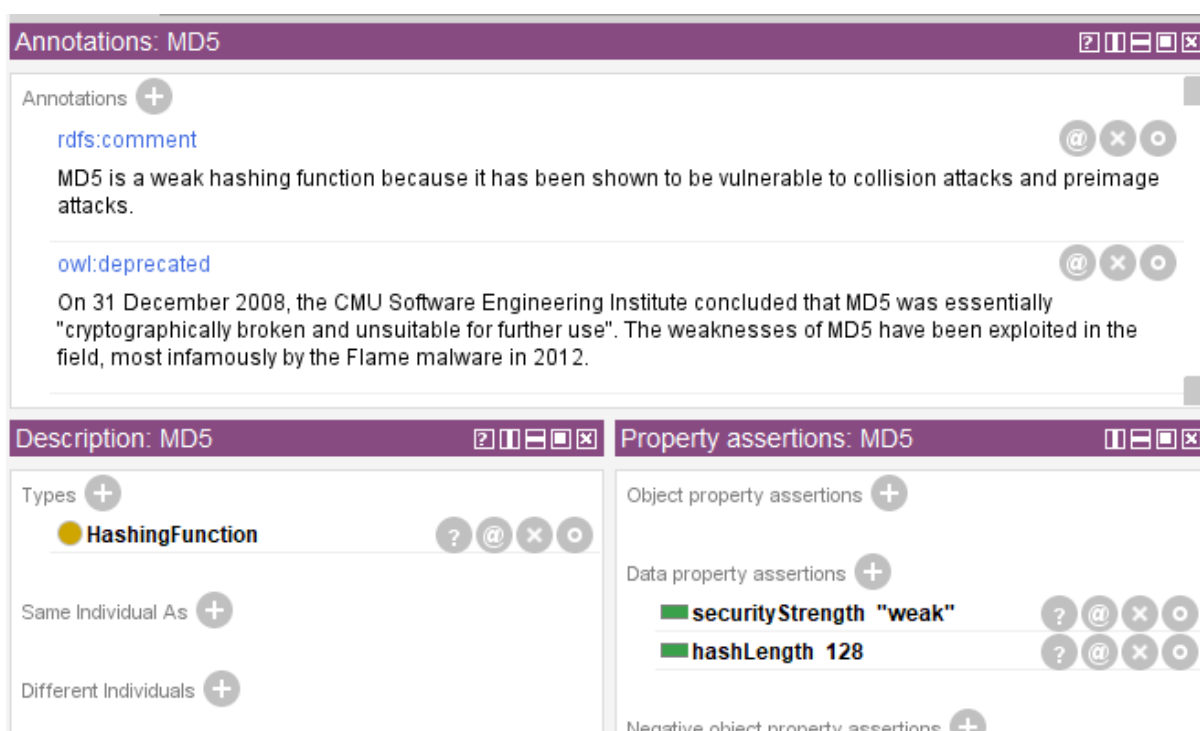 Annotations: MD5
Annotations
rdfs:comment
MD5 is a weak hashing function because it has been shown to be vulnerable to collision attacks and preimage
attacks.
owl:deprecated
On 31 December 2008, the CMU Software Engineering Institute concluded that MD5 was essentially
"cryptographically broken and unsuitable for further use". The weaknesses of MD5 have been exploited in the
field, most infamously by the Flame malware in 2012.
Description: MD5
Types
HashingFunction
Same Individual As
Different Individuals
Property assertions: MD5
Object property assertions
Data property assertions
securityStrength "weak"
hashLength 128
Negative object property assertions